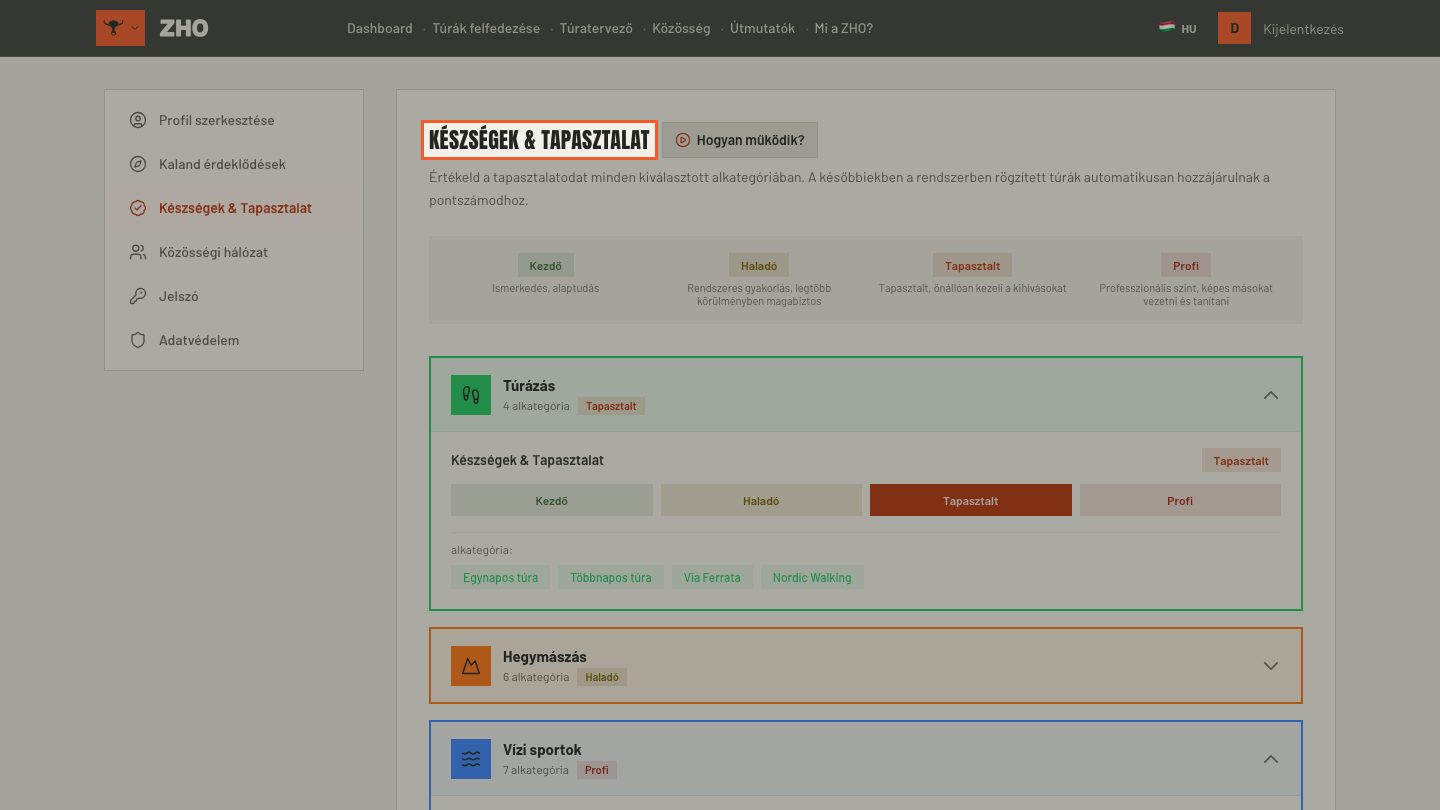 ZHO
Dashboard · Túrák felfedezése · Túratervező · Közösség · Útmutatók · Mi a ZHO?
HU
D
Kijelentkezés
Profil szerkesztése
Kaland érdeklődések
Készségek & Tapasztalat
Közösségi hálózat
Jelszó
Adatvédelem
KÉSZSÉGEK & TAPASZTALAT
Hogyan működik?
Értékeld a tapasztalatodat minden kiválasztott alkategóriában. A későbbiekben a rendszerben rögzített túrák automatikusan hozzájárulnak a
pontszámodhoz.
Kezdő
Ismerkedés, alaptudás
Haladó
Rendszeres gyakorlás, legtöbb
körülményben magabiztos
Tapasztalt
Tapasztalt, önállóan kezeli a kihívásokat
Profi
Professzionális szint, képes másokat
vezetni és tanítani
Túrázás
4 alkategória Tapasztalt
Készségek & Tapasztalat
Tapasztalt
Kezdő Haladó Tapasztalt Profi
alkategória:
Egynapos túra Többnapos túra Via Ferrata Nordic Walking
Hegymászás
6 alkategória Haladó
Vízi sportok
7 alkategória Profi